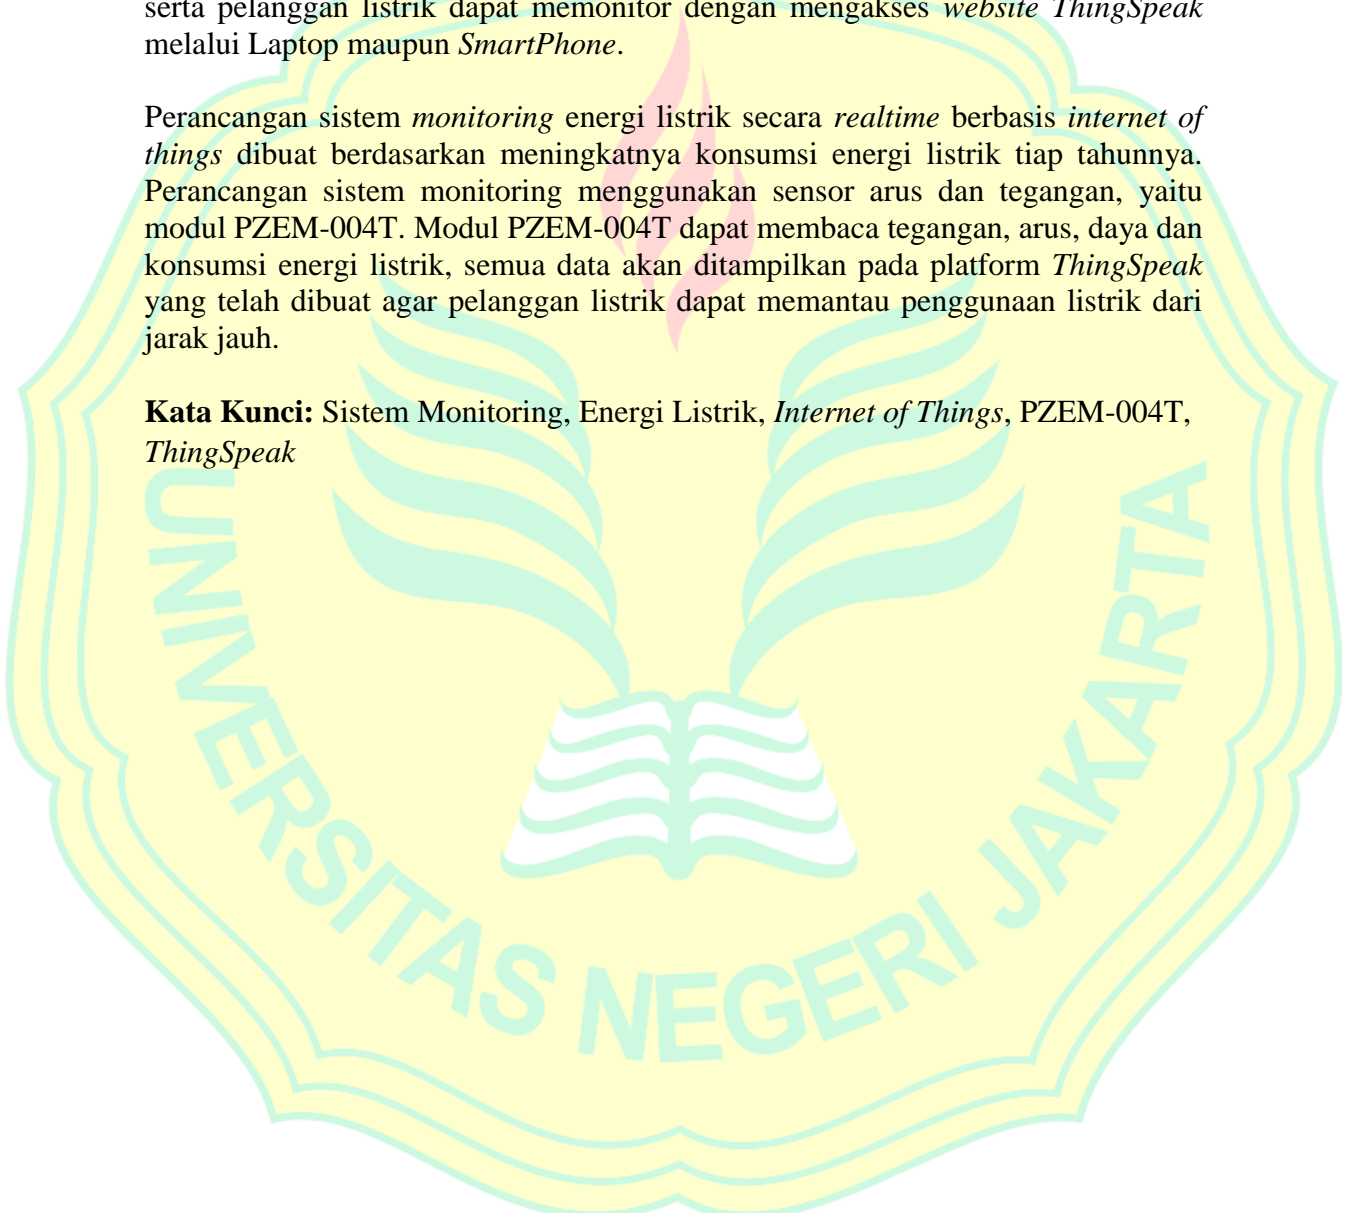 serta pelanggan listrik dapat memonitor dengan mengakses website ThingSpeak
melalui Laptop maupun SmartPhone.
Perancangan sistem monitoring energi listrik secara realtime berbasis internet of
things dibuat berdasarkan meningkatnya konsumsi energi listrik tiap tahunnya.
Perancangan sistem monitoring menggunakan sensor arus dan tegangan, yaitu
modul PZEM-004T. Modul PZEM-004T dapat membaca tegangan, arus, daya dan
konsumsi energi listrik, semua data akan ditampilkan pada platform ThingSpeak
yang telah dibuat agar pelanggan listrik dapat memantau penggunaan listrik dari
jarak jauh.
Kata Kunci: Sistem Monitoring, Energi Listrik, Internet of Things, PZEM-004T,
ThingSpeak
UNIVERSITAS NEGERI JAKARTA